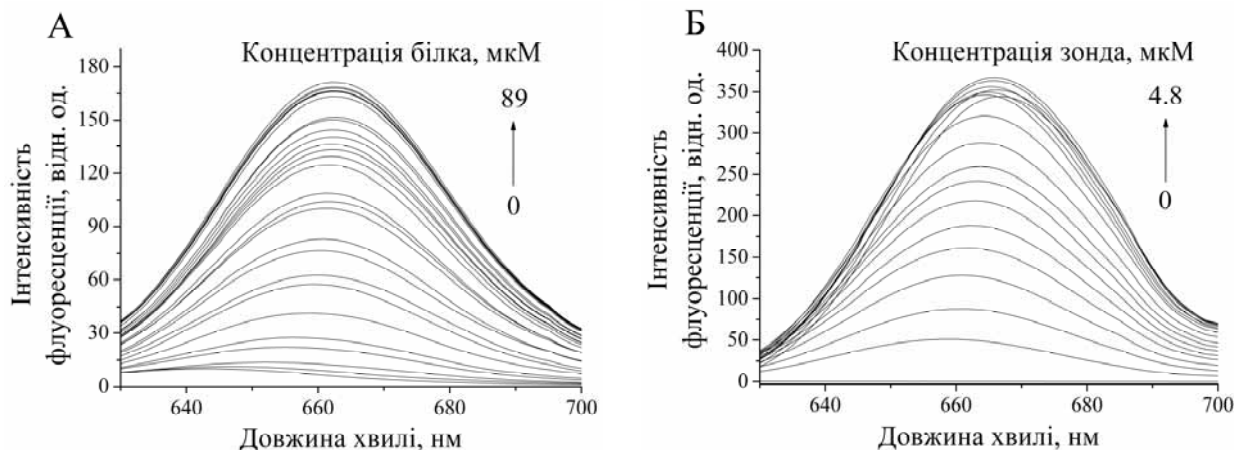 А
Концентрація білка, мкМ
89
0
180
150
120
90
60
30
0
Інтенсивність
флуоресценції, відн. од.
640
660
680
700
Довжина хвилі, нм
Б
Концентрація зонда, мкМ
4.8
0
400
350
300
250
200
150
100
50
0
Інтенсивність
флуоресценції, відн. од.
640
660
680
700
Довжина хвилі, нм